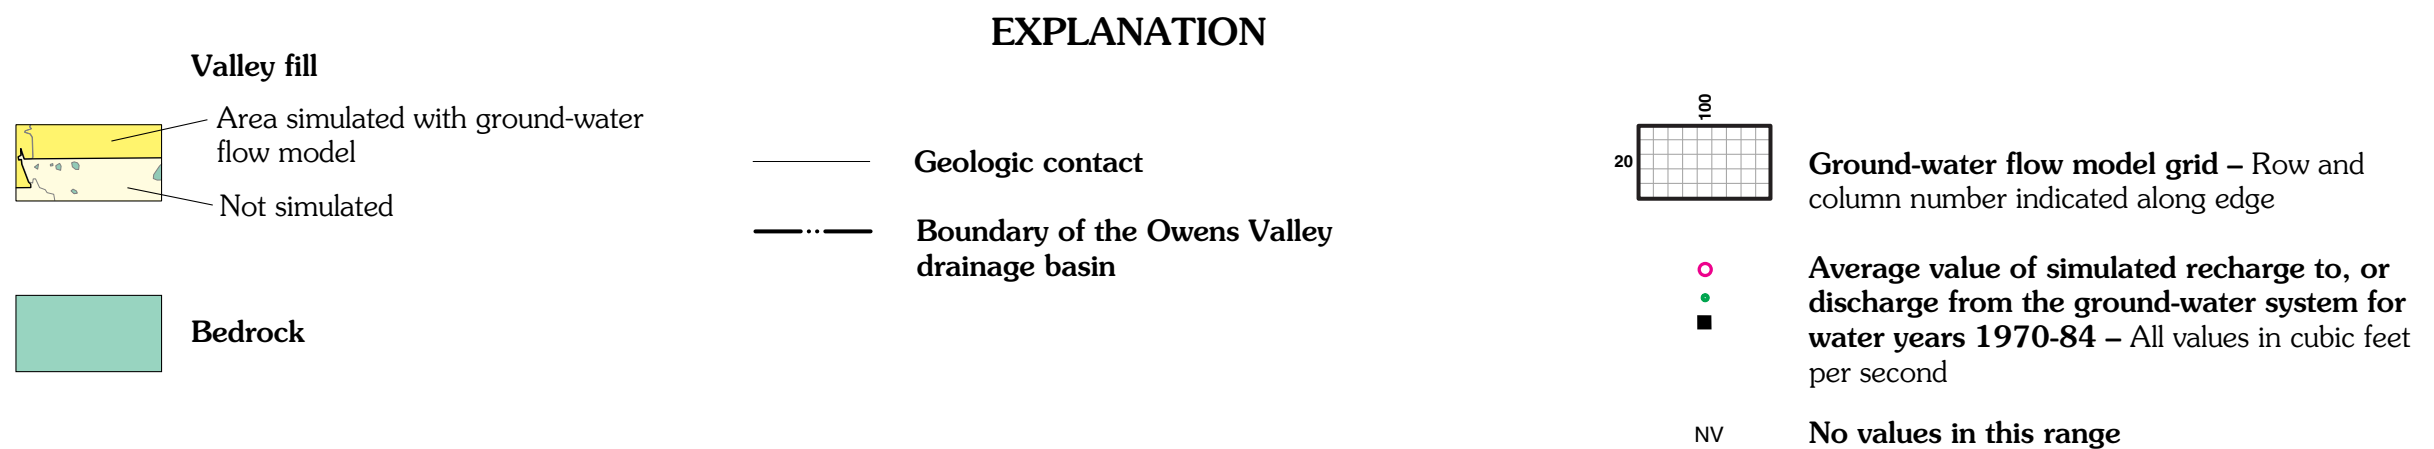 EXPLANATION
Valley fill
Area simulated with ground-water
flow model
Not simulated
Bedrock
Geologic contact
Boundary of the Owens Valley
drainage basin
100
20
Ground-water flow model grid – Row and
column number indicated along edge
Average value of simulated recharge to, or
discharge from the ground-water system for
water years 1970-84 – All values in cubic feet
per second
NV No values in this range